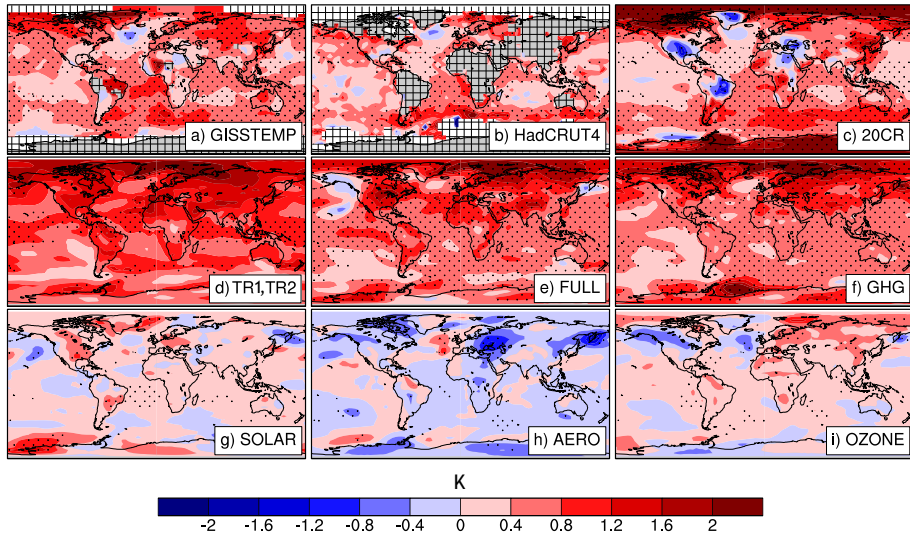 a) GISSTEMP
b) HadCRUT4
c) 20CR
d) TR1,TR2
e) FULL
f) GHG
g) SOLAR
h) AERO
i) OZONE
K
-2 -1.6 -1.2 -0.8 -0.4 0 0.4 0.8 1.2 1.6 2